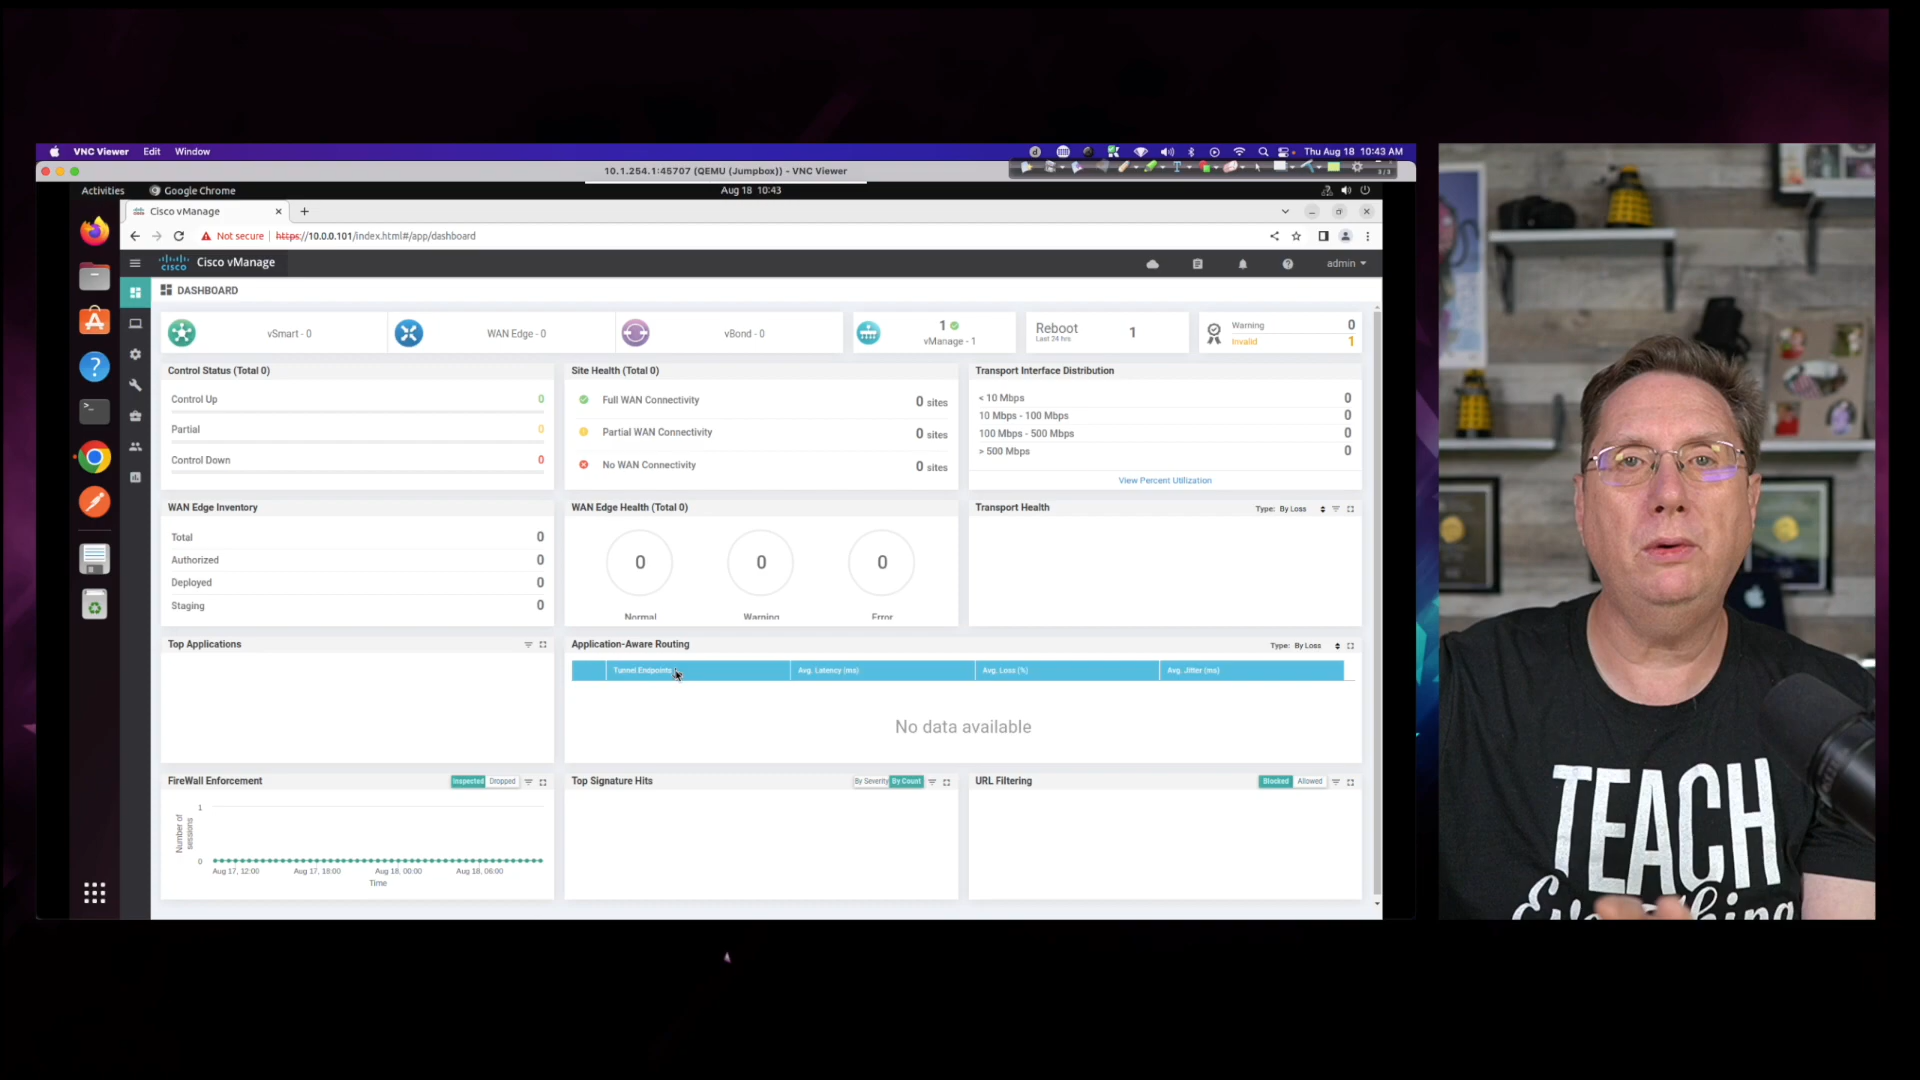 VNC Viewer Edit Window Thu Aug 18 10:43 AM
10.1.254.1:45707 (QEMU (Jumpbox)) - VNC Viewer
3/3
Activities Google Chrome Aug 18 10:43
Cisco vManage
Not secure https://10.0.0.101/index.html#/app/dashboard
CISCO Cisco vManage admin
DASHBOARD
vSmart - 0 WAN Edge - 0 vBond - 0
1
vManage - 1
Reboot
Last 24 hrs
1
Warning 0
Invalid 1
Control Status (Total 0)
Control Up 0
Partial 0
Control Down 0
Site Health (Total 0)
Full WAN Connectivity 0 sites
Partial WAN Connectivity 0 sites
No WAN Connectivity 0 sites
Transport Interface Distribution
< 10 Mbps 0
10 Mbps - 100 Mbps 0
100 Mbps - 500 Mbps 0
> 500 Mbps 0
View Percent Utilization
WAN Edge Inventory
Total 0
Authorized 0
Deployed 0
Staging 0
WAN Edge Health (Total 0)
0 0 0
Normal Warning Error
Transport Health Type: By Loss
Top Applications
Application-Aware Routing Type: By Loss
Tunnel Endpoints Avg. Latency (ms) Avg. Loss (%) Avg. Jitter (ms)
No data available
FireWall Enforcement Inspected Dropped
Number of
sessions
1
0
Aug 17, 12:00 Aug 17, 18:00 Aug 18, 00:00 Aug 18, 06:00
Time
Top Signature Hits By Severity By Count
URL Filtering Blocked Allowed
TEACH
Everything